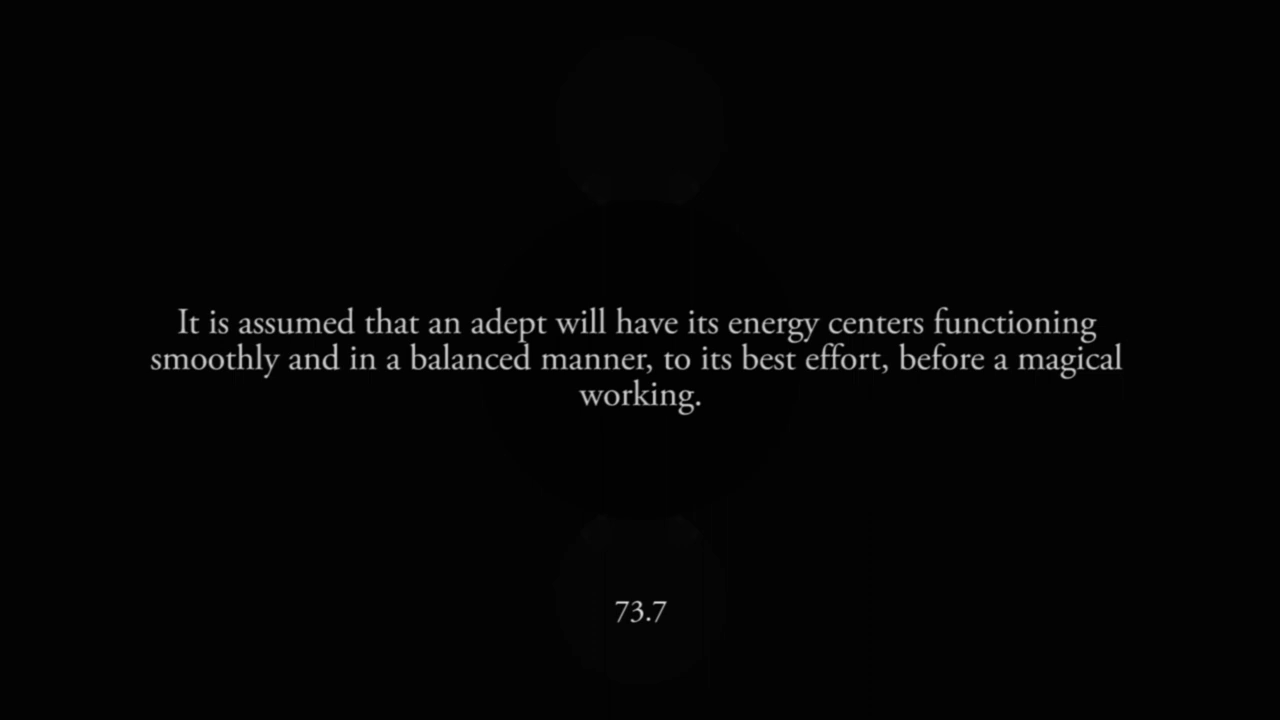 It is assumed that an adept will have its energy centers functioning
smoothly and in a balanced manner, to its best effort, before a magical
working.
73.7